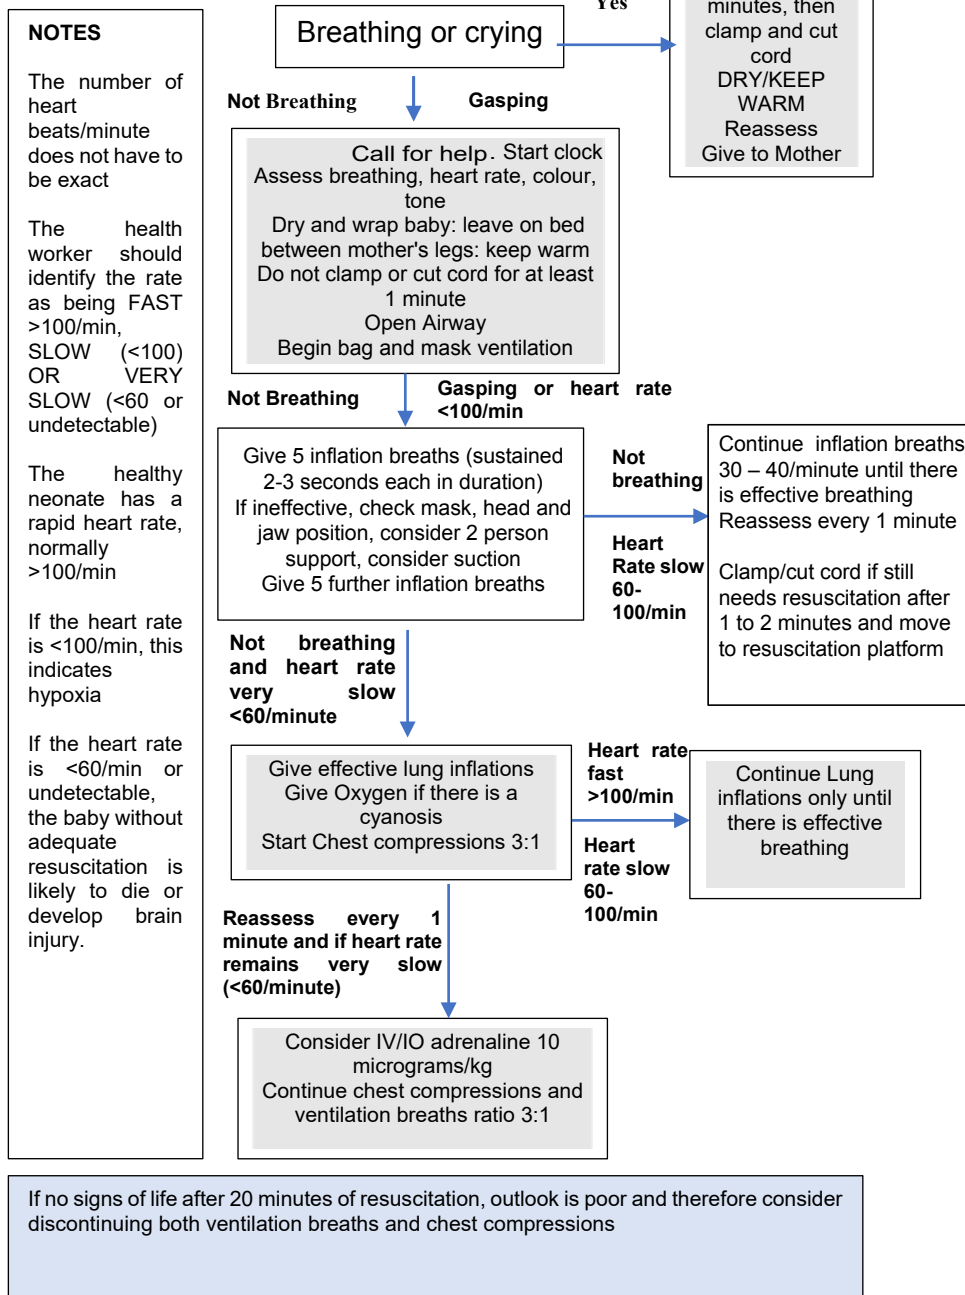 NOTES
The number of
heart
beats/minute
does not have to
be exact
The health
worker should
identify the rate
as being FAST
>100/min,
SLOW (<100)
OR VERY
SLOW (<60 or
undetectable)
The healthy
neonate has a
rapid heart rate,
normally
>100/min
If the heart rate
is <100/min, this
indicates
hypoxia
If the heart rate
is <60/min or
undetectable,
the baby without
adequate
resuscitation is
likely to die or
develop brain
injury.
Breathing or crying
Yes
minutes, then
clamp and cut
cord
DRY/KEEP
WARM
Reassess
Give to Mother
Not Breathing
Gasping
Call for help. Start clock
Assess breathing, heart rate, colour,
tone
Dry and wrap baby: leave on bed
between mother's legs: keep warm
Do not clamp or cut cord for at least
1 minute
Open Airway
Begin bag and mask ventilation
Not Breathing
Gasping or heart rate
<100/min
Give 5 inflation breaths (sustained
2-3 seconds each in duration)
If ineffective, check mask, head and
jaw position, consider 2 person
support, consider suction
Give 5 further inflation breaths
Not
breathing
Heart
Rate slow
60-
100/min
Continue inflation breaths
30 – 40/minute until there
is effective breathing
Reassess every 1 minute
Clamp/cut cord if still
needs resuscitation after
1 to 2 minutes and move
to resuscitation platform
Not breathing
and heart rate
very slow
<60/minute
Give effective lung inflations
Give Oxygen if there is a
cyanosis
Start Chest compressions 3:1
Heart rate
fast
>100/min
Heart
rate slow
60-
100/min
Continue Lung
inflations only until
there is effective
breathing
Reassess every 1
minute and if heart rate
remains very slow
(<60/minute)
Consider IV/IO adrenaline 10
micrograms/kg
Continue chest compressions and
ventilation breaths ratio 3:1
If no signs of life after 20 minutes of resuscitation, outlook is poor and therefore consider
discontinuing both ventilation breaths and chest compressions